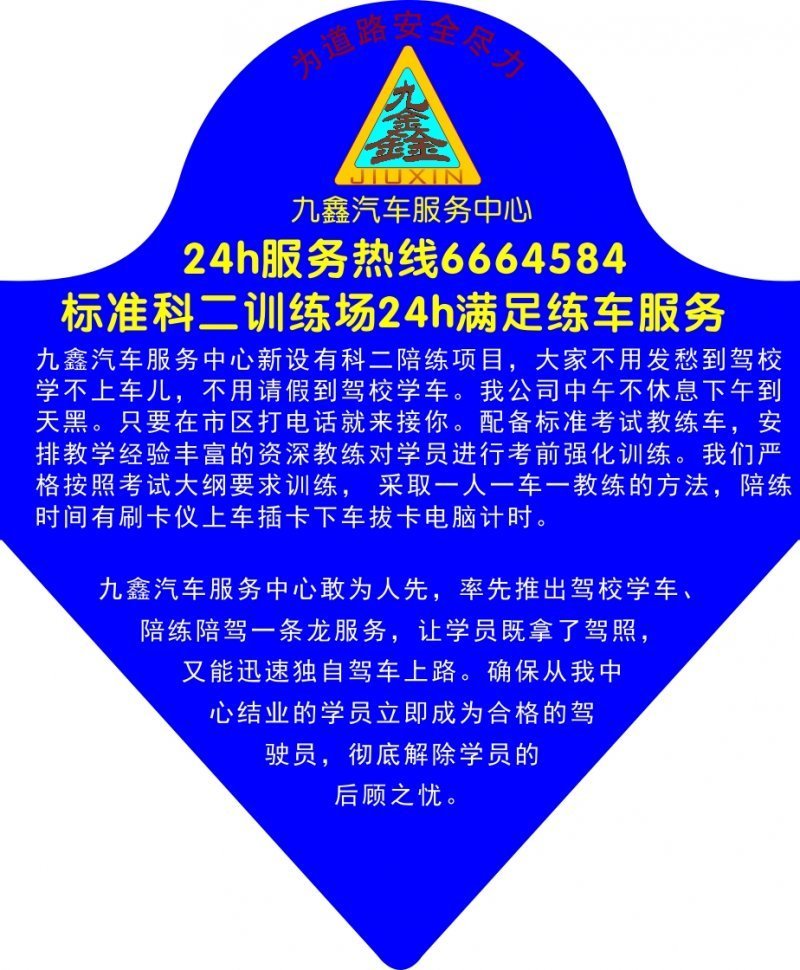 为道路安全尽力
九鑫
JIUXIN
九鑫汽车服务中心
24h服务热线6664584
标准科二训练场24h满足练车服务
九鑫汽车服务中心新设有科二陪练项目，大家不用发愁到驾校
学不上车儿，不用请假到驾校学车。我公司中午不休息下午到
天黑。只要在市区打电话就来接你。配备标准考试教练车，安
排教学经验丰富的资深教练对学员进行考前强化训练。我们严
格按照考试大纲要求训练， 采取一人一车一教练的方法，陪练
时间有刷卡仪上车插卡下车拔卡电脑计时。
九鑫汽车服务中心敢为人先，率先推出驾校学车、
陪练陪驾一条龙服务，让学员既拿了驾照，
又能迅速独自驾车上路。确保从我中
心结业的学员立即成为合格的驾
驶员，彻底解除学员的
后顾之忧。